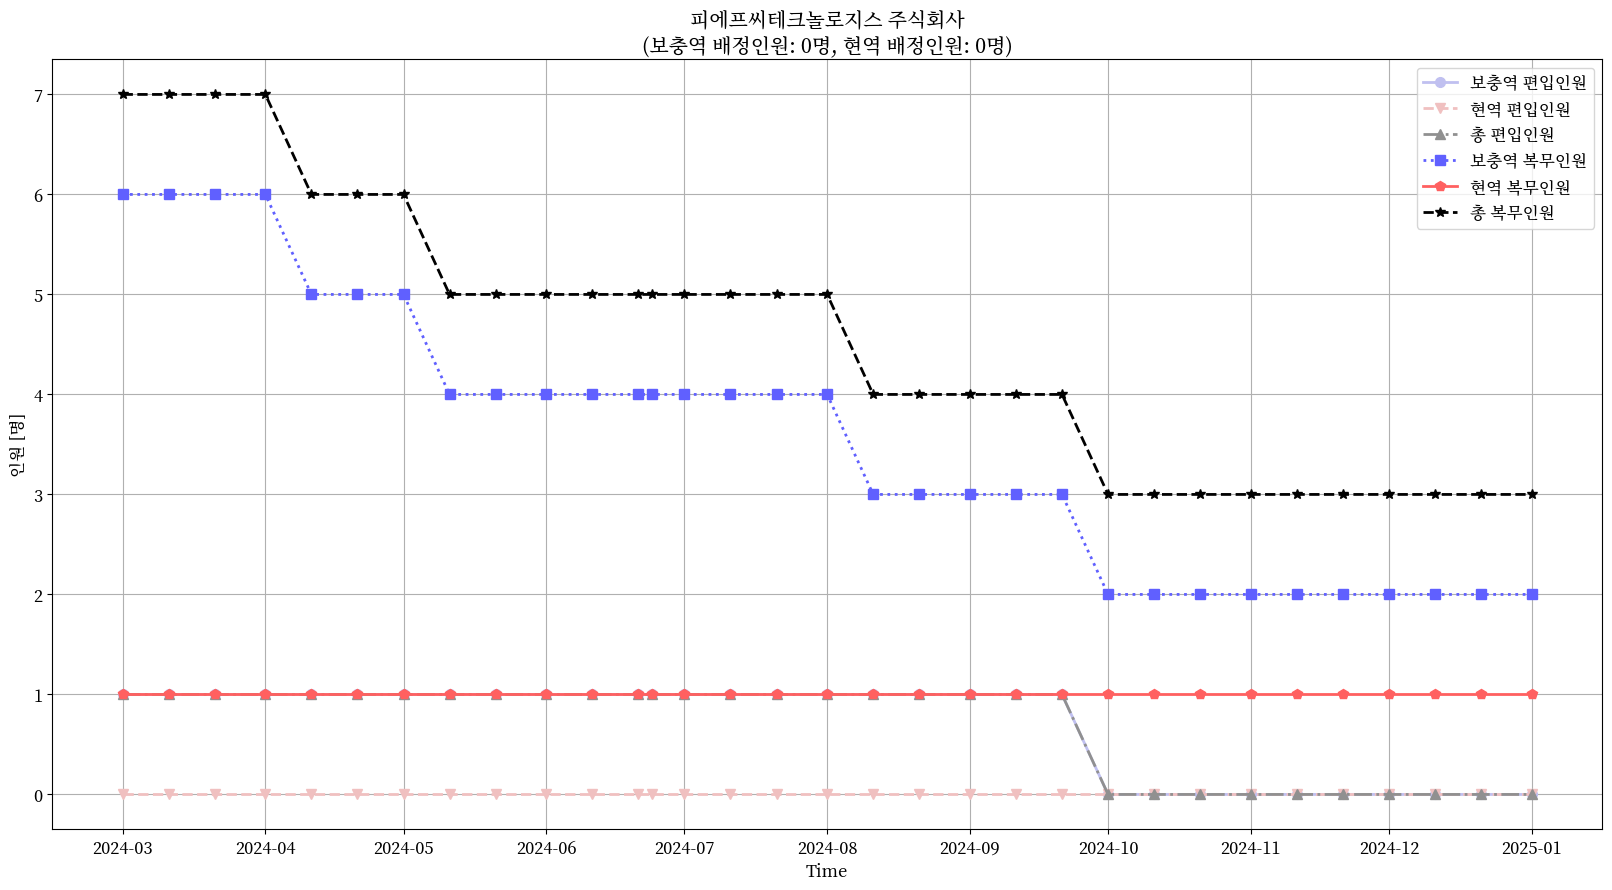 피에프씨테크놀로지스 주식회사
(보충역 배정인원: 0명, 현역 배정인원: 0명)
보충역 편입인원
현역 편입인원
총 편입인원
보충역 복무인원
현역 복무인원
총 복무인원
인원 [명]
7
6
5
4
3
2
1
0
2024-03 2024-04 2024-05 2024-06 2024-07 2024-08 2024-09 2024-10 2024-11 2024-12 2025-01
Time